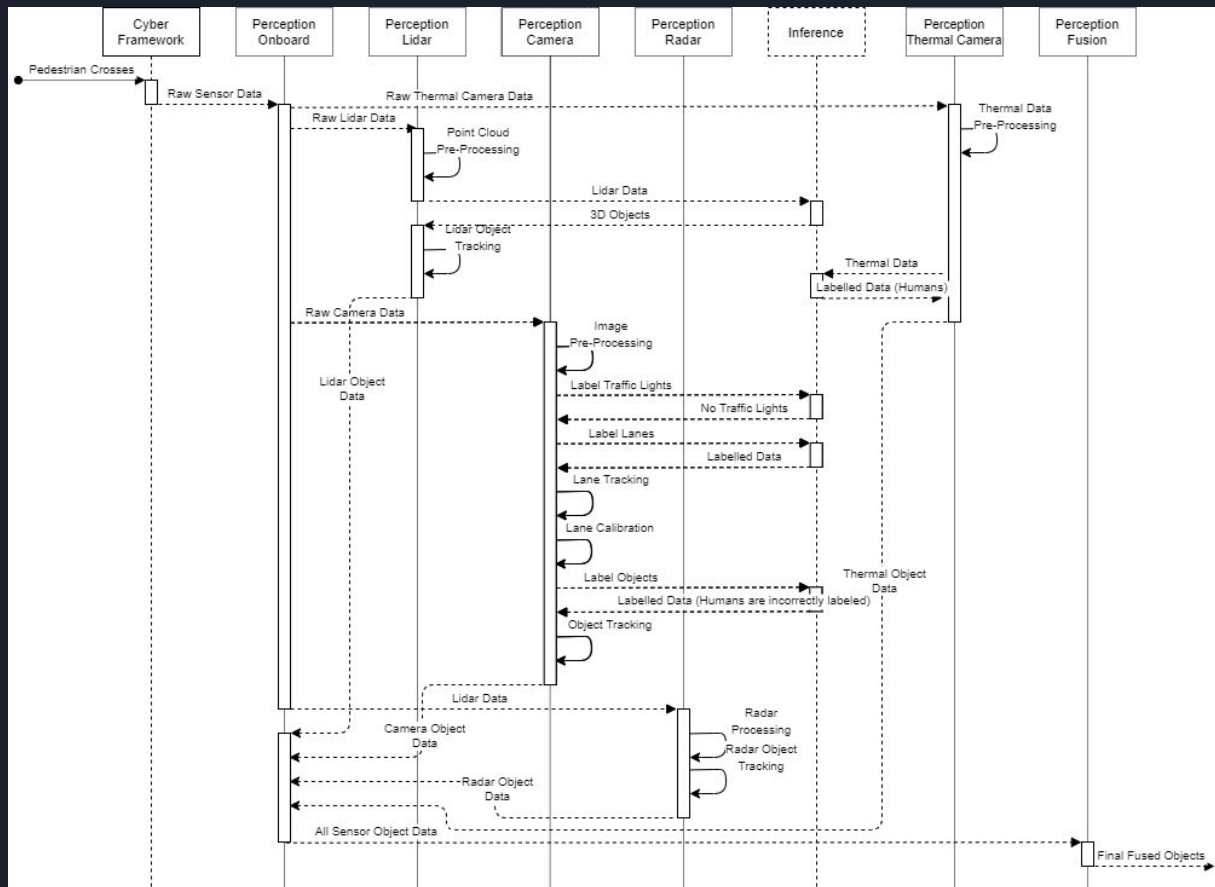 Cyber
Framework
Perception
Onboard
Perception
Lidar
Perception
Camera
Perception
Radar
Inference
Perception
Thermal Camera
Perception
Fusion
Pedestrian Crosses
Raw Sensor Data
Raw Thermal Camera Data
Thermal Data
Pre-Processing
Raw Lidar Data
Point Cloud
Pre-Processing
Lidar Data
3D Objects
Lidar Object
Tracking
Thermal Data
Labelled Data (Humans)
Raw Camera Data
Image
Pre-Processing
Lidar Object
Data
Label Traffic Lights
No Traffic Lights
Label Lanes
Labelled Data
Lane Tracking
Lane Calibration
Label Objects
Thermal Object
Data
Labelled Data (Humans are incorrectly labeled)
Object Tracking
Lidar Data
Radar
Processing
Camera Object
Data
Radar Object
Tracking
Radar Object
Data
All Sensor Object Data
Final Fused Objects